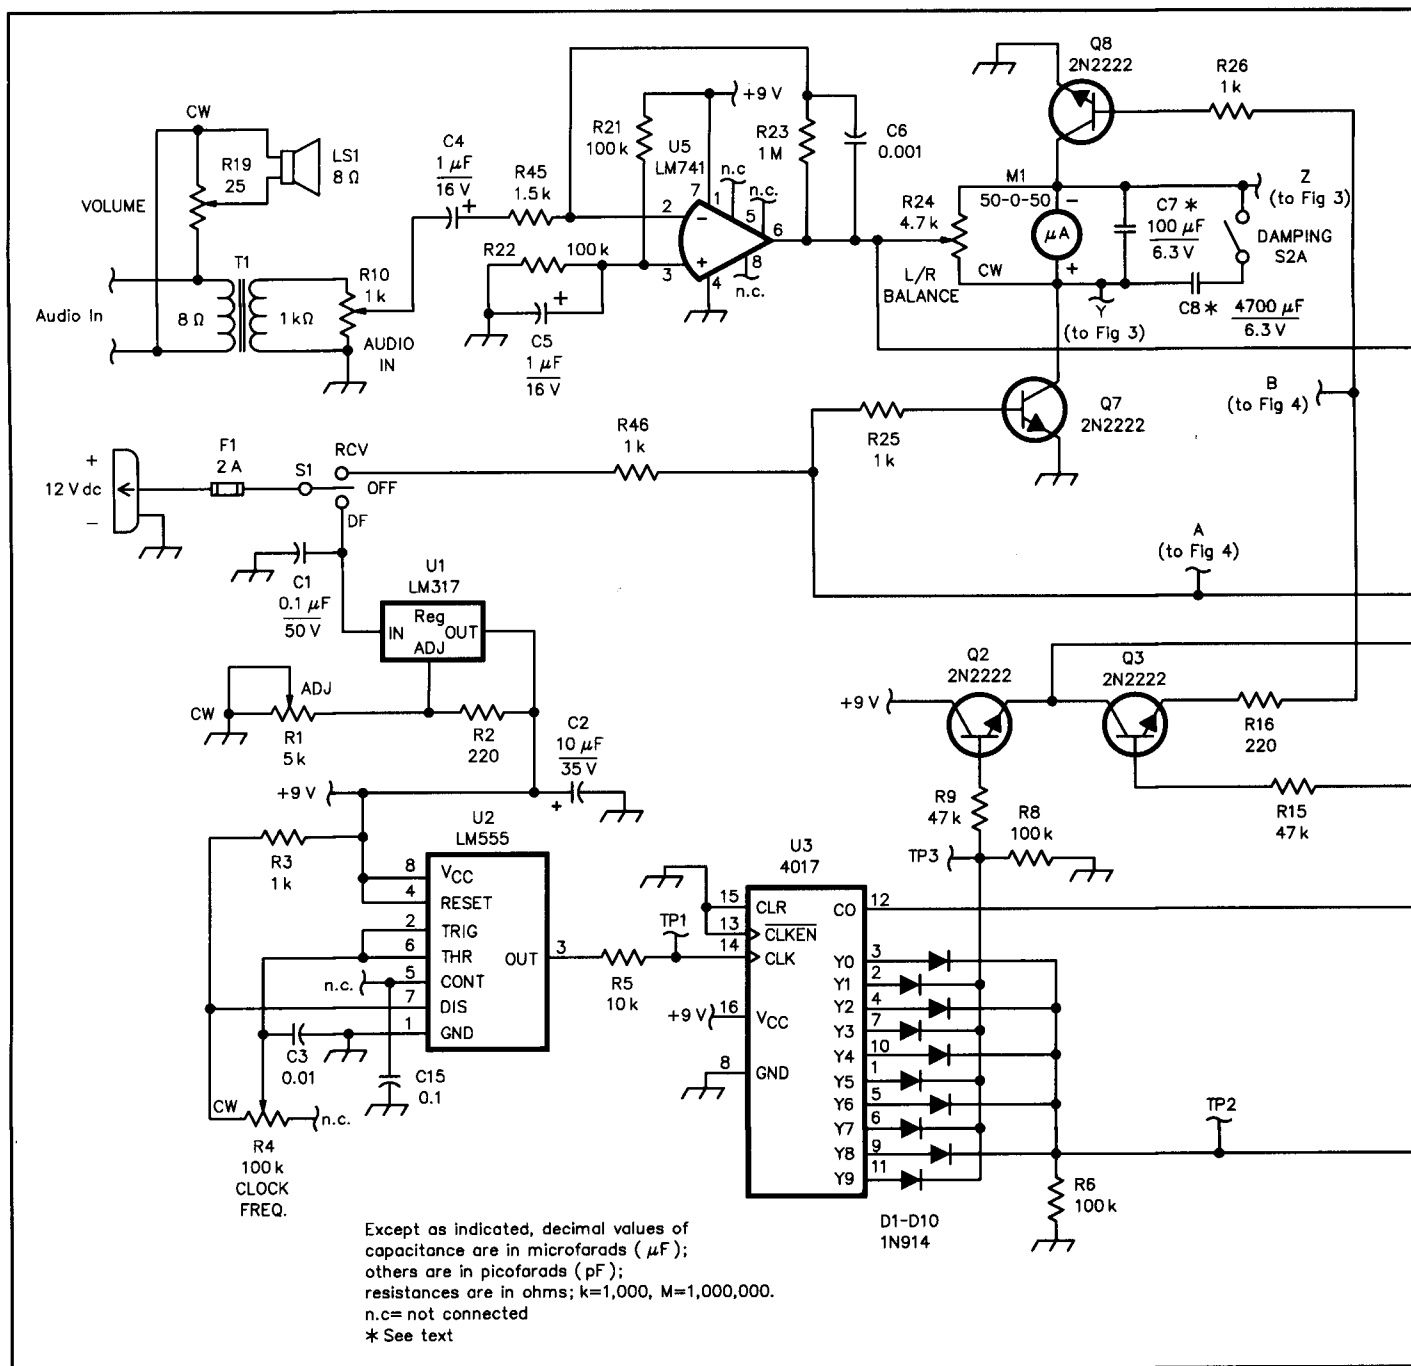 Q8
2N2222
R26
1 k
+9 V
CW
R19
25
LS1
8 Ω
VOLUME
C4
1 μF
16 V
+
R45
1.5k
R21
100 k
U5
LM741
n.c
n.c.
7
1
5
2
−
6
3
+
8
4
n.c.
R23
1 M
C6
0.001
R22
100k
+
C5
1 μF
16 V
M1
50-0-50
−
μA
+
R24
4.7 k
CW
L/R
BALANCE
C7 *
100 μF
6.3 V
Z
(to Fig 3)
DAMPING
S2A
Y
(to Fig 3)
C8 * 4700 μF
6.3 V
Audio In
T1
8 Ω
1 kΩ
R10
1 k
AUDIO
IN
Q7
2N2222
B
(to Fig 4)
R25
1 k
R46
1 k
+
12 V dc
−
F1
2 A
S1
RCV
OFF
DF
A
(to Fig 4)
C1
0.1 μF
50 V
U1
LM317
Reg
IN
OUT
ADJ
CW
ADJ
R1
5 k
R2
220
C2
10 μF
35 V
+
+9 V
Q2
2N2222
Q3
2N2222
+9 V
R16
220
R9
47 k
R8
100 k
R15
47 k
TP3
R3
1 k
U2
LM555
8
VCC
4
RESET
2
TRIG
6
THR
n.c.
5
CONT
7
DIS
1
GND
OUT
3
C3
0.01
C15
0.1
CW
n.c.
R4
100 k
CLOCK
FREQ.
R5
10 k
TP1
U3
4017
15
CLR
CO
12
13
CLKEN
14
CLK
+9 V
16
VCC
8
GND
Y0
3
Y1
2
Y2
4
Y3
7
Y4
10
Y5
1
Y6
5
Y7
6
Y8
9
Y9
11
D1-D10
1N914
R6
100 k
TP2
Except as indicated, decimal values of
capacitance are in microfarads ( μF);
others are in picofarads ( pF);
resistances are in ohms; k=1,000, M=1,000,000.
n.c= not connected
* See text